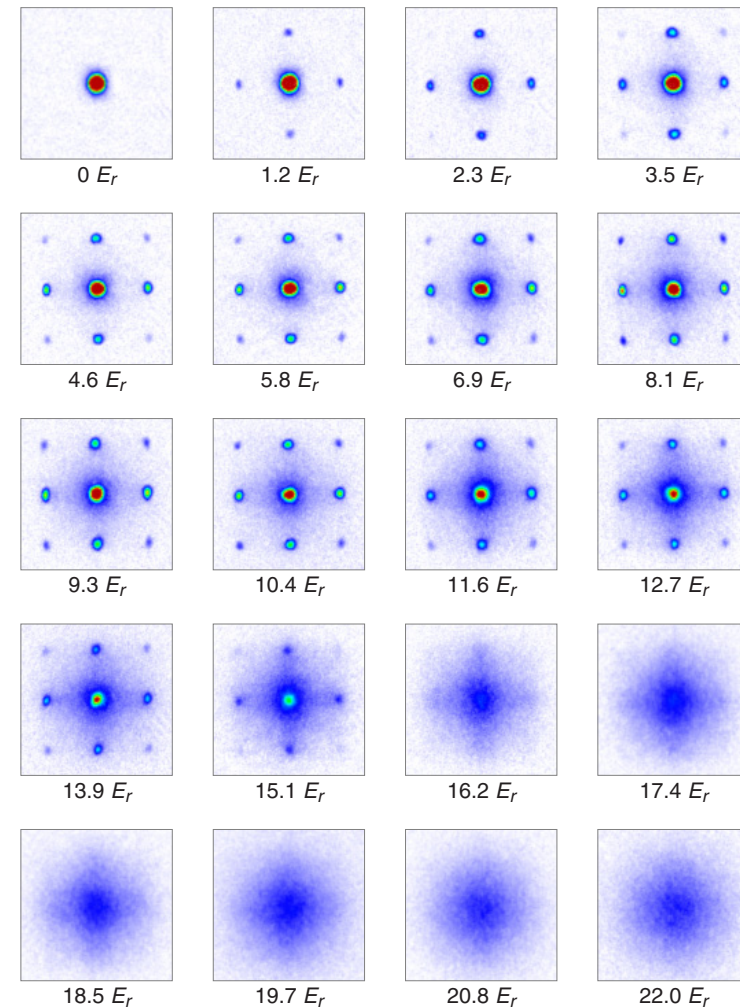 0 E_r 1.2 E_r 2.3 E_r 3.5 E_r
4.6 E_r 5.8 E_r 6.9 E_r 8.1 E_r
9.3 E_r 10.4 E_r 11.6 E_r 12.7 E_r
13.9 E_r 15.1 E_r 16.2 E_r 17.4 E_r
18.5 E_r 19.7 E_r 20.8 E_r 22.0 E_r